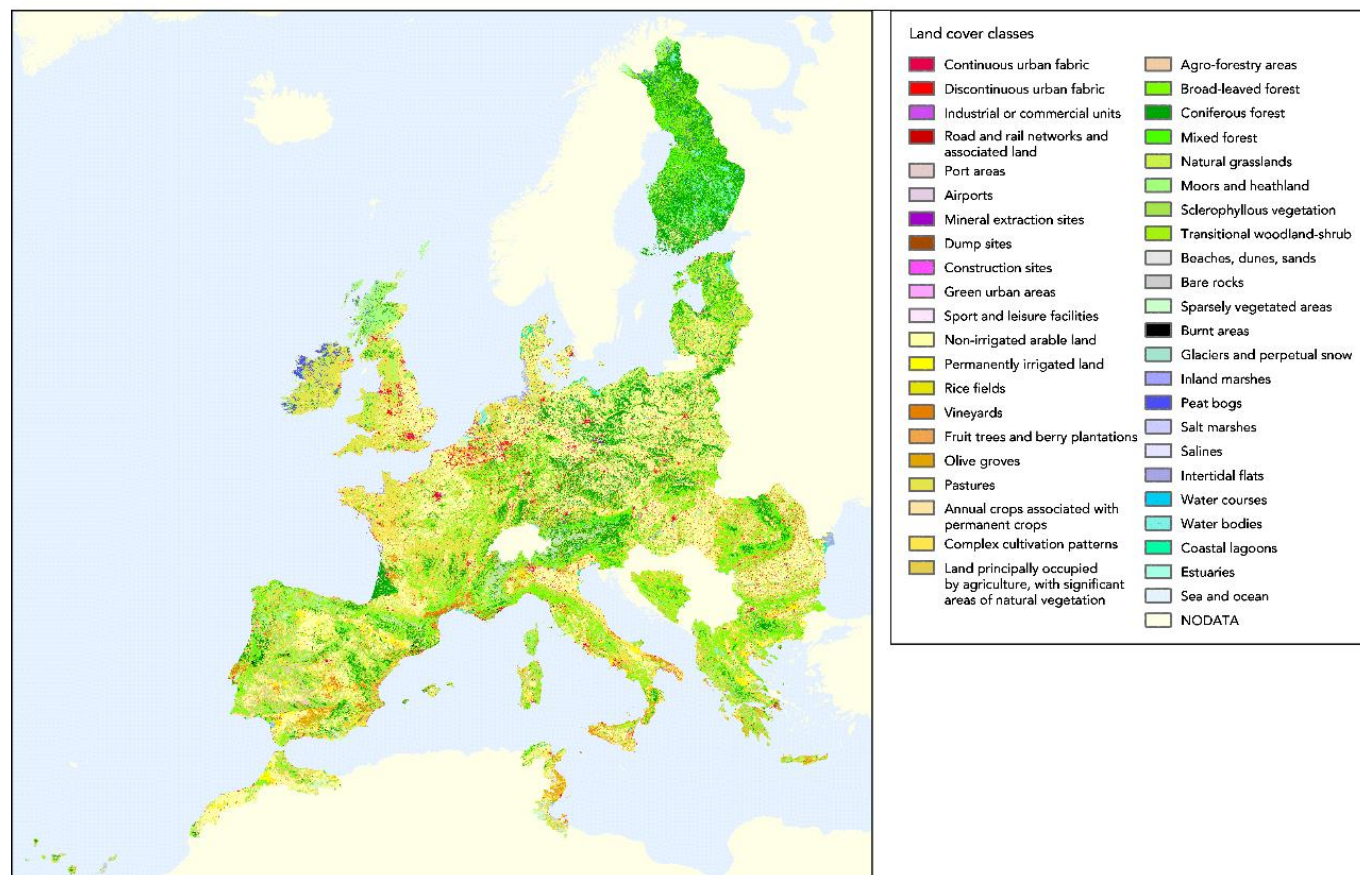 Land cover classes
Continuous urban fabric
Discontinuous urban fabric
Industrial or commercial units
Road and rail networks and
associated land
Port areas
Airports
Mineral extraction sites
Dump sites
Construction sites
Green urban areas
Sport and leisure facilities
Non-irrigated arable land
Permanently irrigated land
Rice fields
Vineyards
Fruit trees and berry plantations
Olive groves
Pastures
Annual crops associated with
permanent crops
Complex cultivation patterns
Land principally occupied
by agriculture, with significant
areas of natural vegetation
Agro-forestry areas
Broad-leaved forest
Coniferous forest
Mixed forest
Natural grasslands
Moors and heathland
Sclerophyllous vegetation
Transitional woodland-shrub
Beaches, dunes, sands
Bare rocks
Sparsely vegetated areas
Burnt areas
Glaciers and perpetual snow
Inland marshes
Peat bogs
Salt marshes
Salines
Intertidal flats
Water courses
Water bodies
Coastal lagoons
Estuaries
Sea and ocean
NODATA